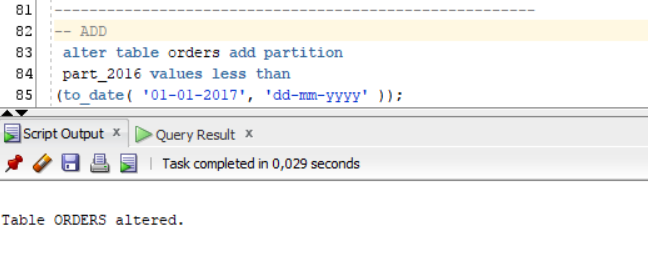 81 -------------------------------------------------------
82 -- ADD
83 alter table orders add partition
84 part_2016 values less than
85 (to_date( '01-01-2017', 'dd-mm-yyyy' ));
Script Output x Query Result x
Task completed in 0,029 seconds
Table ORDERS altered.